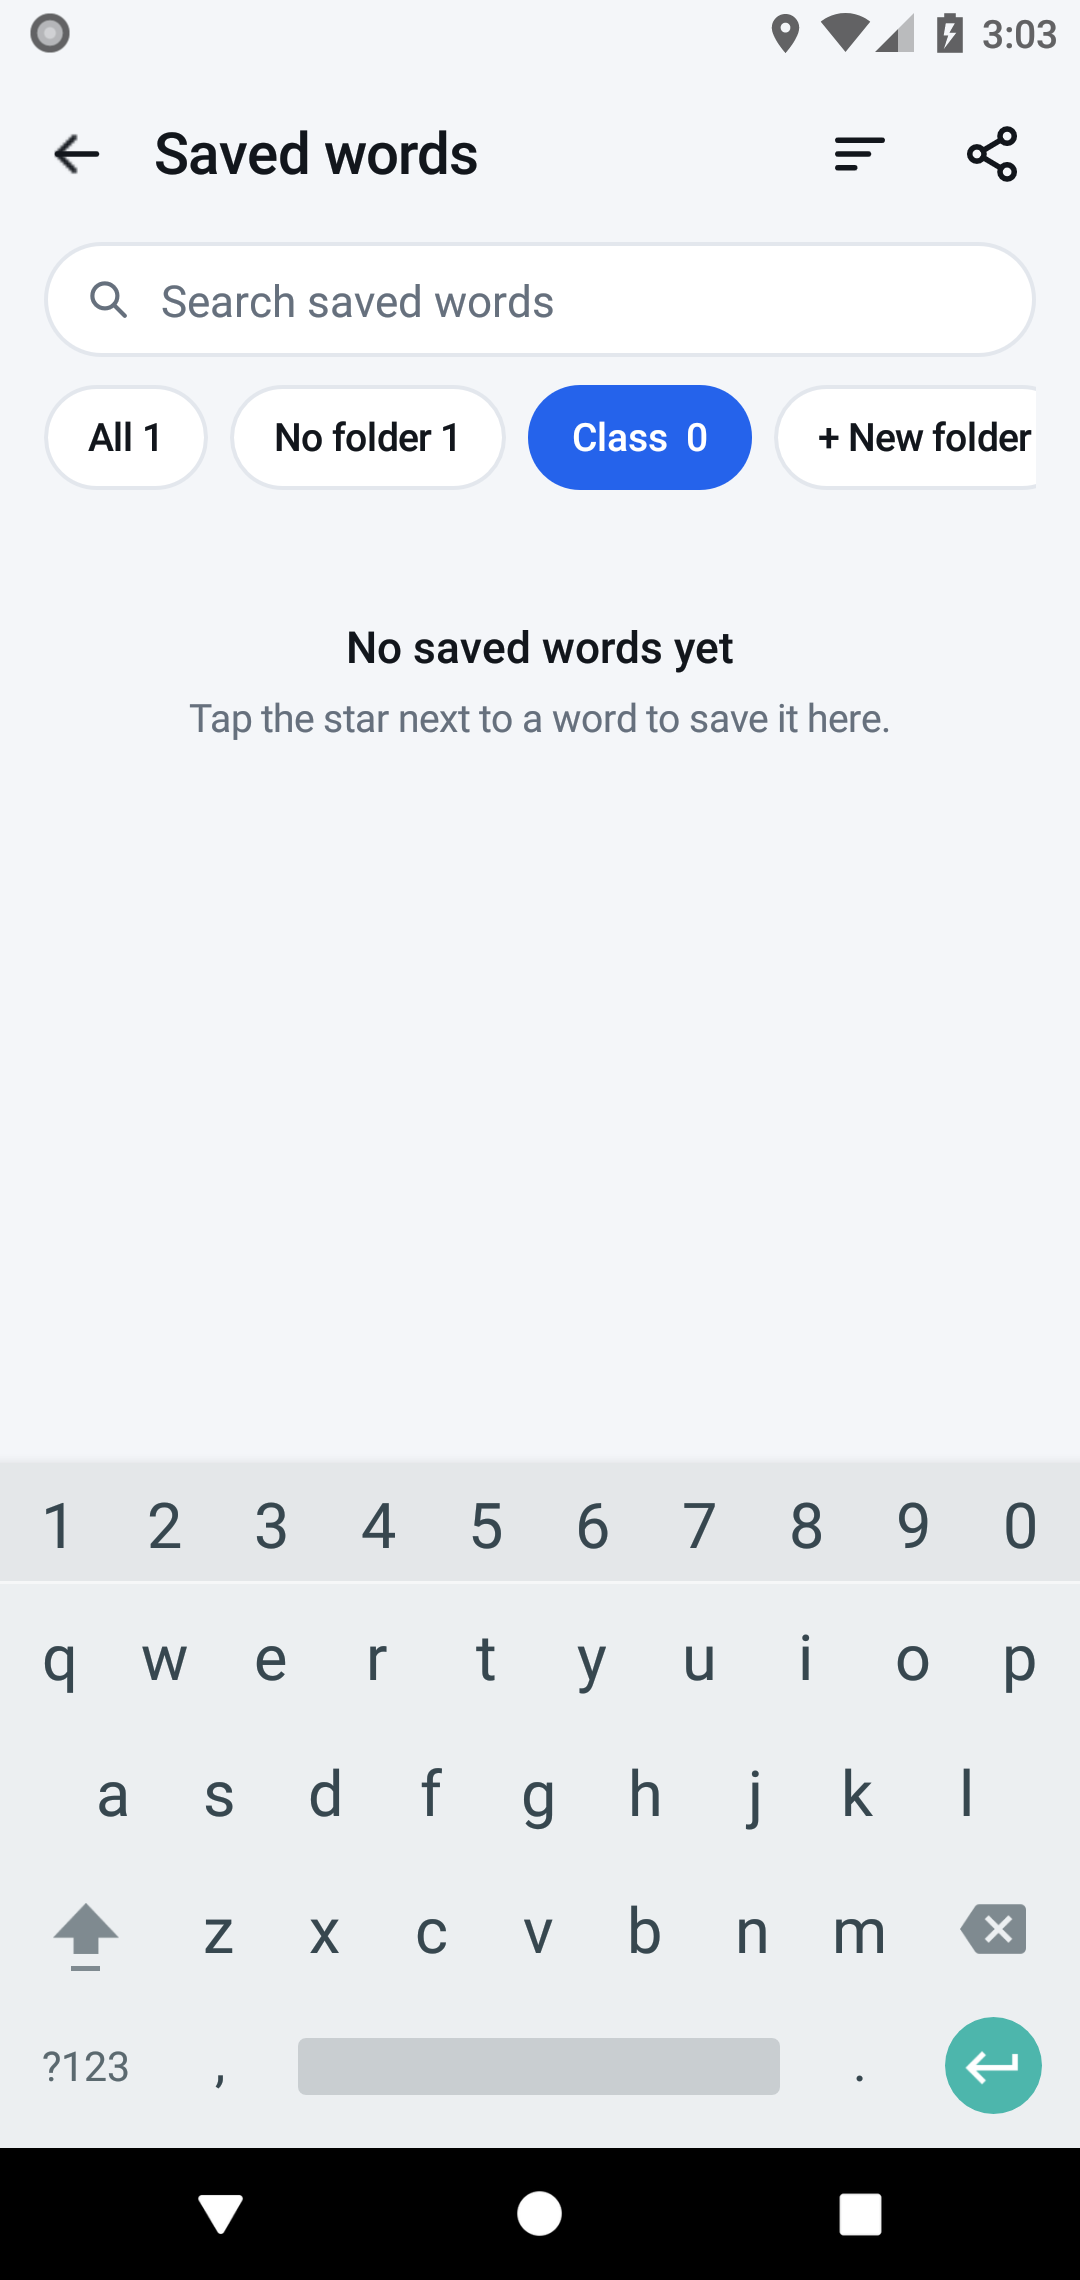 3:03
Saved words
Search saved words
All 1 No folder 1 Class 0 + New folder
No saved words yet
Tap the star next to a word to save it here.
1 2 3 4 5 6 7 8 9 0
q w e r t y u i o p
a s d f g h j k l
z x c v b n m
?123 , .